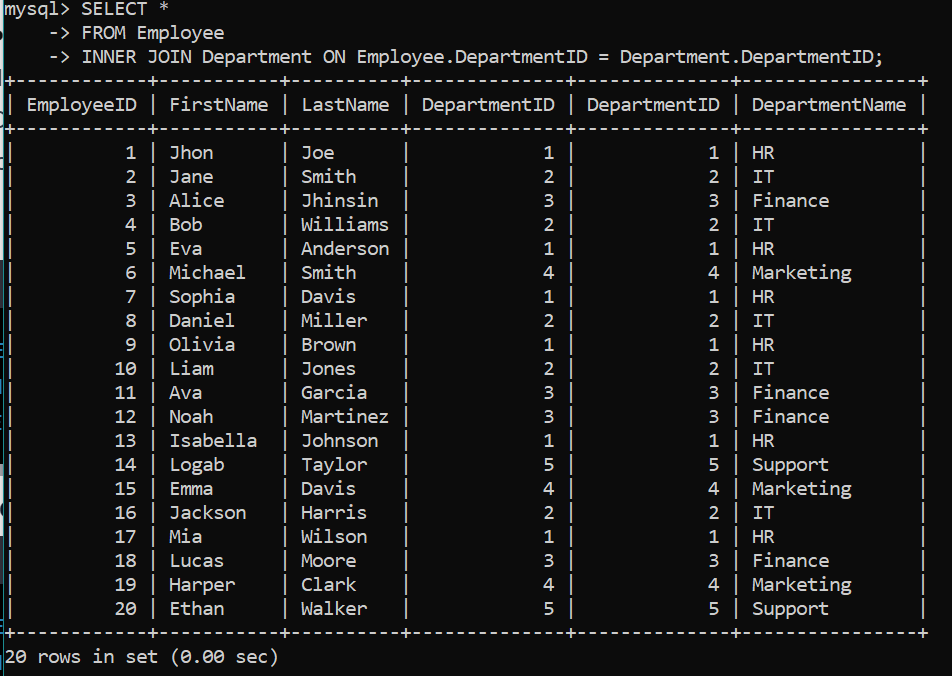 mysql> SELECT *
    -> FROM Employee
    -> INNER JOIN Department ON Employee.DepartmentID = Department.DepartmentID;
+------------+-----------+----------+--------------+--------------+----------------+
| EmployeeID | FirstName | LastName | DepartmentID | DepartmentID | DepartmentName |
+------------+-----------+----------+--------------+--------------+----------------+
|          1 | Jhon      | Joe      |            1 |            1 | HR             |
|          2 | Jane      | Smith    |            2 |            2 | IT             |
|          3 | Alice     | Jhinsin  |            3 |            3 | Finance        |
|          4 | Bob       | Williams |            2 |            2 | IT             |
|          5 | Eva       | Anderson |            1 |            1 | HR             |
|          6 | Michael   | Smith    |            4 |            4 | Marketing      |
|          7 | Sophia    | Davis    |            1 |            1 | HR             |
|          8 | Daniel    | Miller   |            2 |            2 | IT             |
|          9 | Olivia    | Brown    |            1 |            1 | HR             |
|         10 | Liam      | Jones    |            2 |            2 | IT             |
|         11 | Ava       | Garcia   |            3 |            3 | Finance        |
|         12 | Noah      | Martinez |            3 |            3 | Finance        |
|         13 | Isabella  | Johnson  |            1 |            1 | HR             |
|         14 | Logab     | Taylor   |            5 |            5 | Support        |
|         15 | Emma      | Davis    |            4 |            4 | Marketing      |
|         16 | Jackson   | Harris   |            2 |            2 | IT             |
|         17 | Mia       | Wilson   |            1 |            1 | HR             |
|         18 | Lucas     | Moore    |            3 |            3 | Finance        |
|         19 | Harper    | Clark    |            4 |            4 | Marketing      |
|         20 | Ethan     | Walker   |            5 |            5 | Support        |
+------------+-----------+----------+--------------+--------------+----------------+
20 rows in set (0.00 sec)